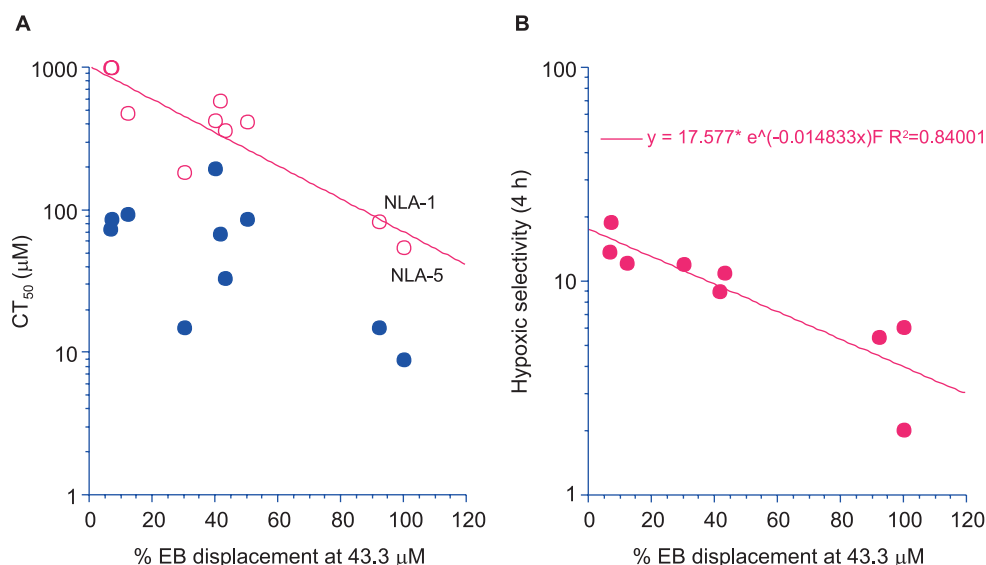 A
1000
100
10
1
CT50 (μM)
NLA-1
NLA-5
0 20 40 60 80 100 120
% EB displacement at 43.3 μM
B
100
10
1
Hypoxic selectivity (4 h)
y = 17.577* e^(-0.014833x)F R²=0.84001
0 20 40 60 80 100 120
% EB displacement at 43.3 μM